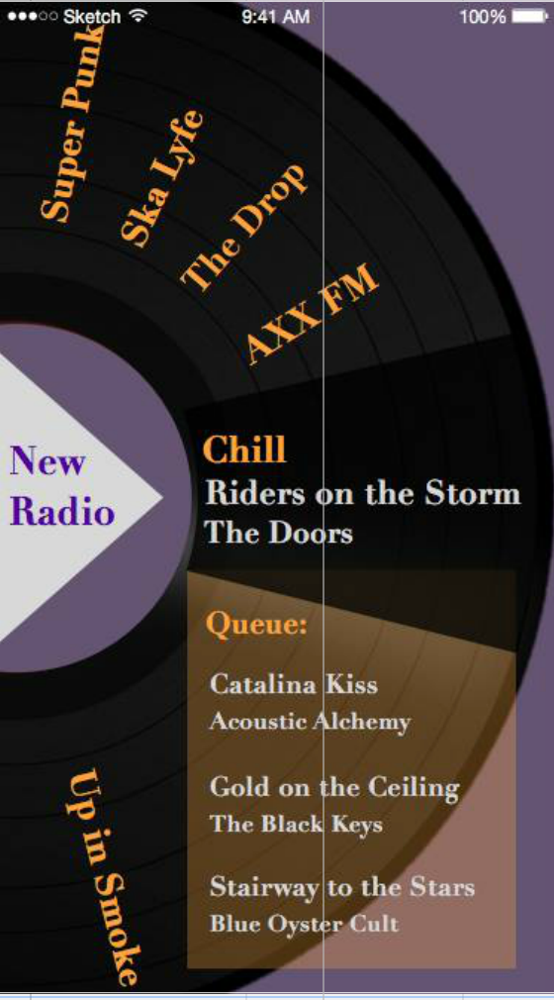 ●●●○○ Sketch 9:41 AM 100%
Super Punk
Ska Lyfe
The Drop
AXX FM
New
Radio
Chill
Riders on the Storm
The Doors
Queue:
Catalina Kiss
Acoustic Alchemy
Gold on the Ceiling
The Black Keys
Stairway to the Stars
Blue Oyster Cult
Up in Smoke